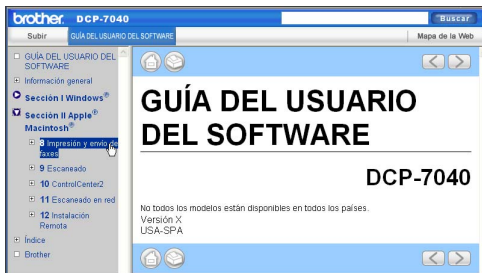 brother. DCP-7040
Buscar
Subir
GUÍA DEL USUARIO DEL SOFTWARE
Mapa de la Web
GUÍA DEL USUARIO DEL
SOFTWARE
Información general
Sección I Windows®
Sección II Apple®
Macintosh®
8 Impresión y envío de
faxes
9 Escaneado
10 ControlCenter2
11 Escaneado en red
12 Instalación
Remota
Índice
Brother
GUÍA DEL USUARIO
DEL SOFTWARE
DCP-7040
No todos los modelos están disponibles en todos los países.
Versión X
USA-SPA